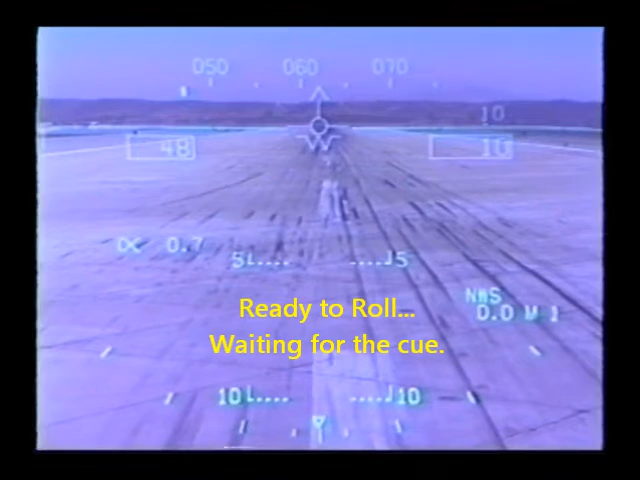 050 060 070
10
48 10
∝ 0.7
5 5
Ready to Roll...
NWS
D.0 M 1
Waiting for the cue.
10 10